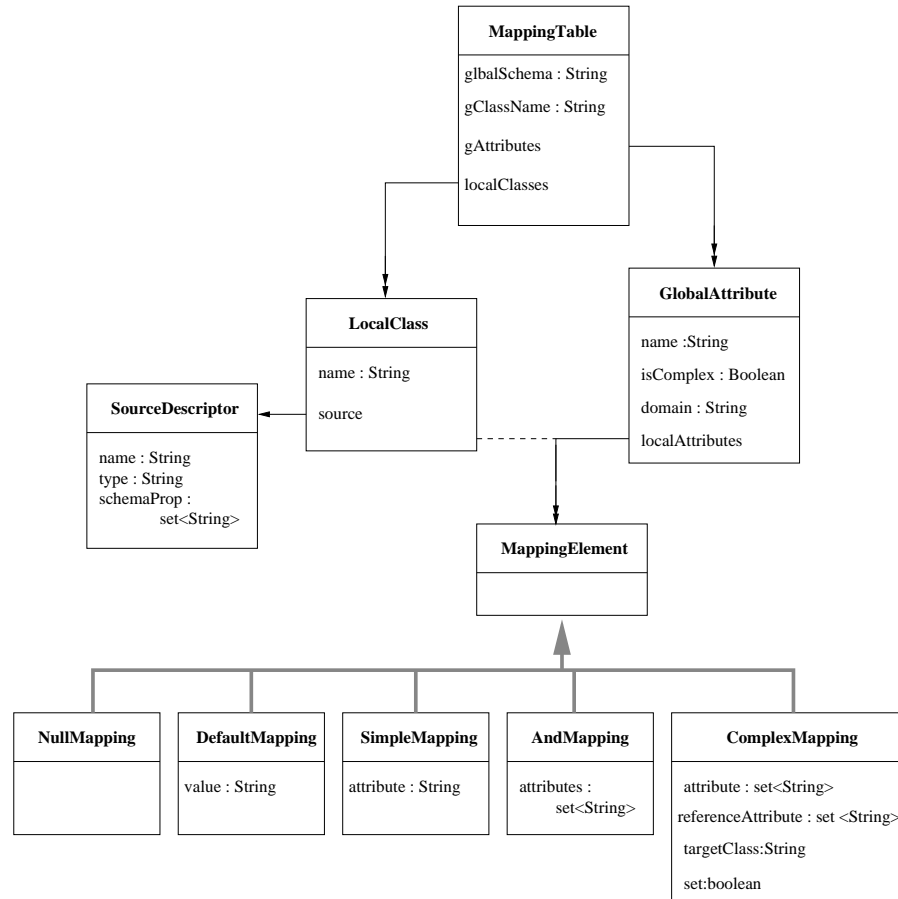 MappingTable
glbalSchema : String
gClassName : String
gAttributes
localClasses
GlobalAttribute
name :String
isComplex : Boolean
domain : String
localAttributes
LocalClass
name : String
source
SourceDescriptor
name : String
type : String
schemaProp :
set<String>
MappingElement
NullMapping
DefaultMapping
value : String
SimpleMapping
attribute : String
AndMapping
attributes :
set<String>
ComplexMapping
attribute : set<String>
referenceAttribute : set <String>
targetClass:String
set:boolean